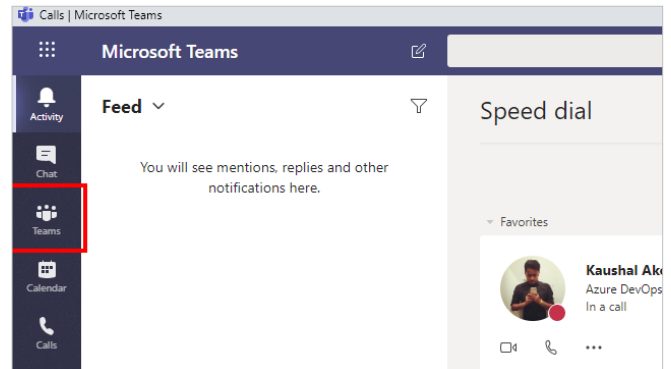 Calls | Microsoft Teams
Microsoft Teams
Activity
Chat
Teams
Calendar
Calls
Feed
You will see mentions, replies and other
notifications here.
Speed dial
Favorites
Kaushal Ak
Azure DevOps
In a call